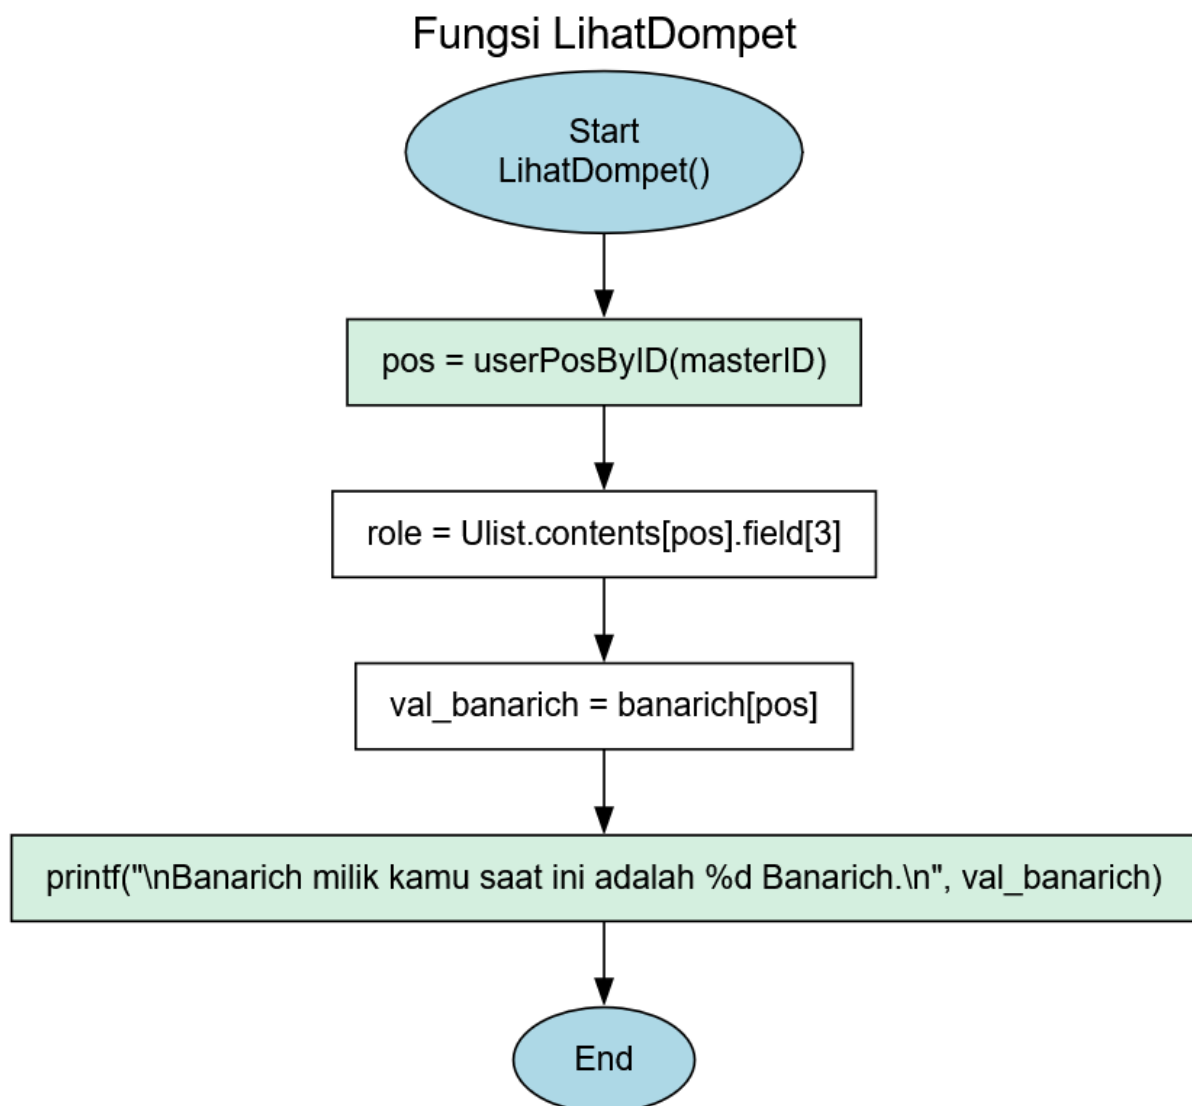 Fungsi LihatDompet
Start
LihatDompet()
pos = userPosByID(masterID)
role = Ulist.contents[pos].field[3]
val_banarich = banarich[pos]
printf("\nBanarich milik kamu saat ini adalah %d Banarich.\n", val_banarich)
End